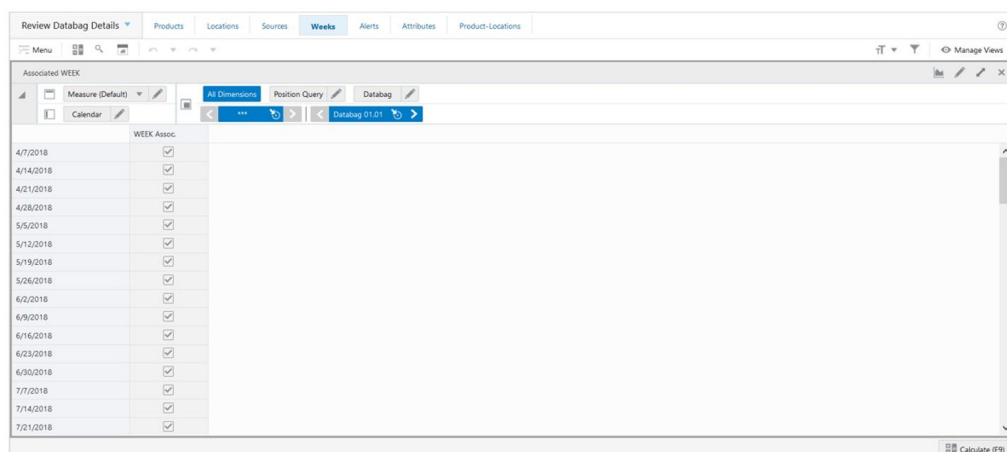 Review Databag Details Products Locations Sources Weeks Alerts Attributes Product-Locations
Menu Manage Views
Associated WEEK
Measure (Default) All Dimensions Position Query Databag
Calendar *** Databag 01.01
WEEK Assoc.
4/7/2018
4/14/2018
4/21/2018
4/28/2018
5/5/2018
5/12/2018
5/19/2018
5/26/2018
6/2/2018
6/9/2018
6/16/2018
6/23/2018
6/30/2018
7/7/2018
7/14/2018
7/21/2018
Calculate (F9)